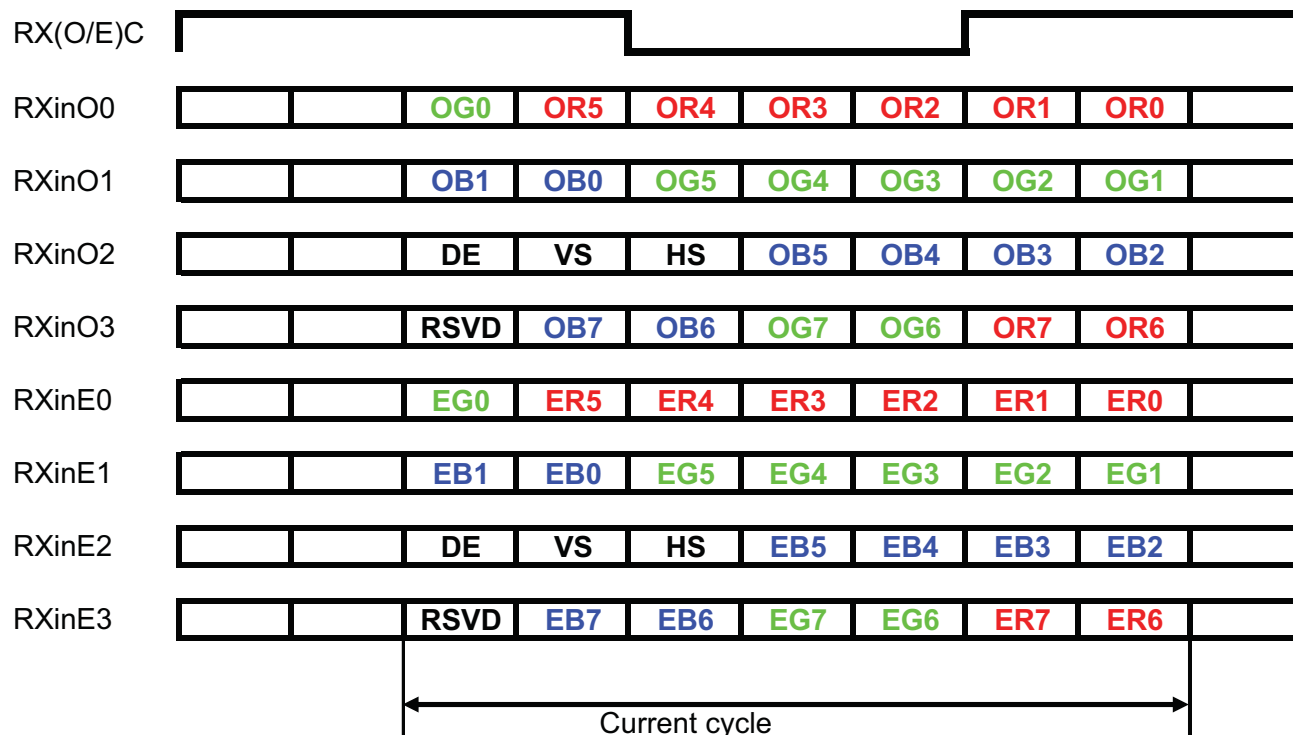 RX(O/E)C
RXinO0 OG0 OR5 OR4 OR3 OR2 OR1 OR0
RXinO1 OB1 OB0 OG5 OG4 OG3 OG2 OG1
RXinO2 DE VS HS OB5 OB4 OB3 OB2
RXinO3 RSVD OB7 OB6 OG7 OG6 OR7 OR6
RXinE0 EG0 ER5 ER4 ER3 ER2 ER1 ER0
RXinE1 EB1 EB0 EG5 EG4 EG3 EG2 EG1
RXinE2 DE VS HS EB5 EB4 EB3 EB2
RXinE3 RSVD EB7 EB6 EG7 EG6 ER7 ER6
Current cycle